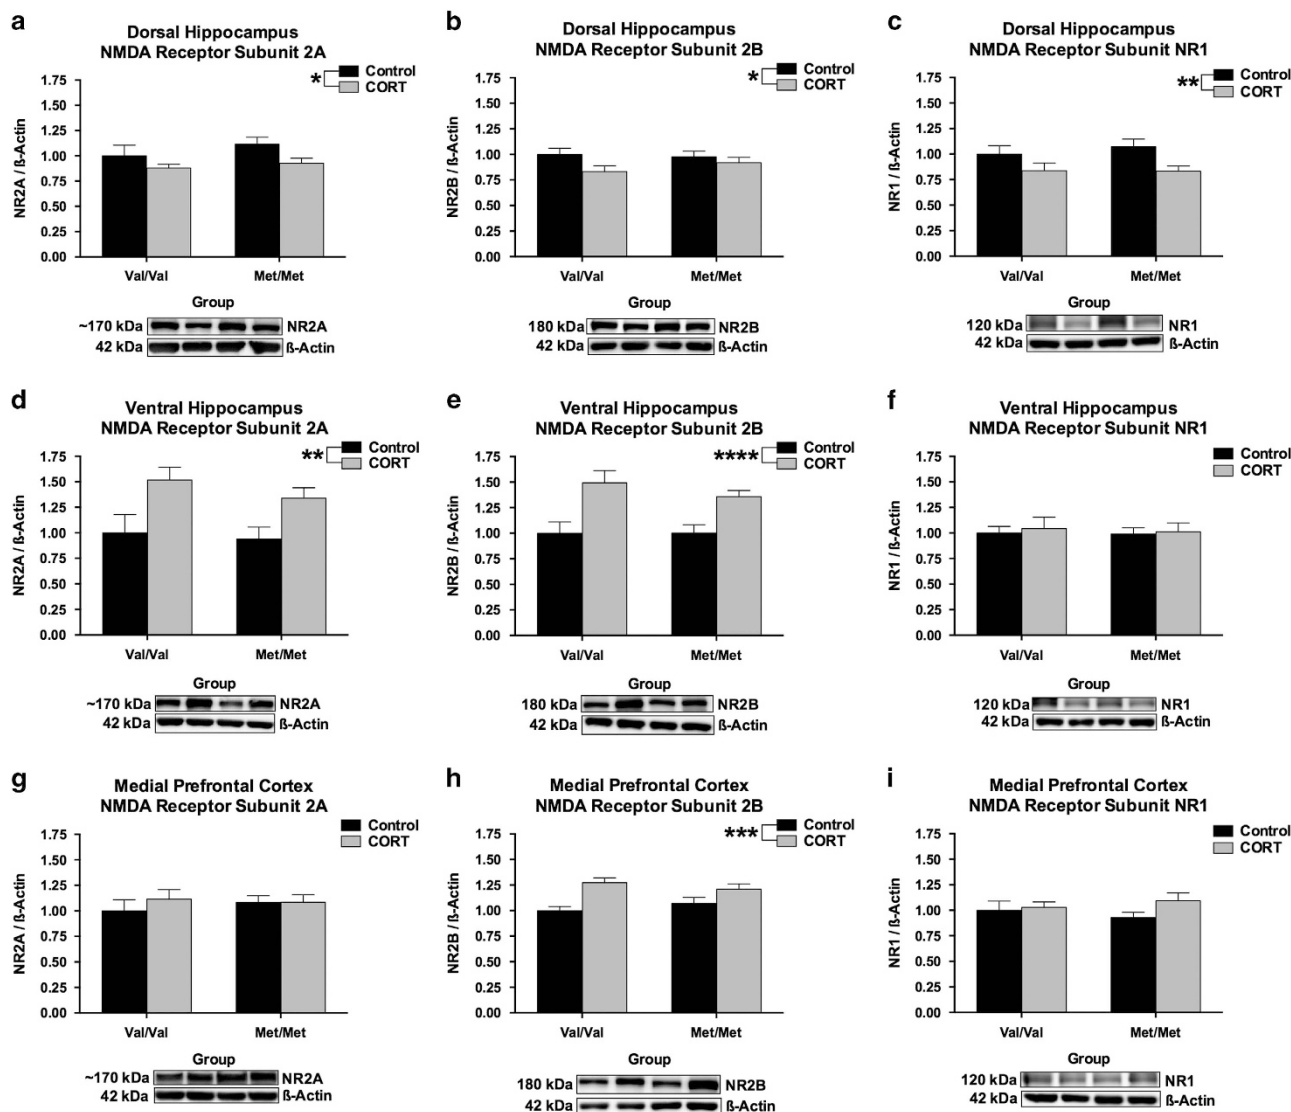 a
Dorsal Hippocampus
NMDA Receptor Subunit 2A
* Control
CORT
NR2A / ß-Actin
1.75
1.50
1.25
1.00
0.75
0.50
0.25
0.00
Val/Val Met/Met
Group
~170 kDa NR2A
42 kDa ß-Actin
b
Dorsal Hippocampus
NMDA Receptor Subunit 2B
* Control
CORT
NR2B / ß-Actin
1.75
1.50
1.25
1.00
0.75
0.50
0.25
0.00
Val/Val Met/Met
Group
180 kDa NR2B
42 kDa ß-Actin
c
Dorsal Hippocampus
NMDA Receptor Subunit NR1
** Control
CORT
NR1 / ß-Actin
1.75
1.50
1.25
1.00
0.75
0.50
0.25
0.00
Val/Val Met/Met
Group
120 kDa NR1
42 kDa ß-Actin
d
Ventral Hippocampus
NMDA Receptor Subunit 2A
** Control
CORT
NR2A / ß-Actin
1.75
1.50
1.25
1.00
0.75
0.50
0.25
0.00
Val/Val Met/Met
Group
~170 kDa NR2A
42 kDa ß-Actin
e
Ventral Hippocampus
NMDA Receptor Subunit 2B
**** Control
CORT
NR2B / ß-Actin
1.75
1.50
1.25
1.00
0.75
0.50
0.25
0.00
Val/Val Met/Met
Group
180 kDa NR2B
42 kDa ß-Actin
f
Ventral Hippocampus
NMDA Receptor Subunit NR1
Control
CORT
NR1 / ß-Actin
1.75
1.50
1.25
1.00
0.75
0.50
0.25
0.00
Val/Val Met/Met
Group
120 kDa NR1
42 kDa ß-Actin
g
Medial Prefrontal Cortex
NMDA Receptor Subunit 2A
Control
CORT
NR2A / ß-Actin
1.75
1.50
1.25
1.00
0.75
0.50
0.25
0.00
Val/Val Met/Met
Group
~170 kDa NR2A
42 kDa ß-Actin
h
Medial Prefrontal Cortex
NMDA Receptor Subunit 2B
*** Control
CORT
NR2B / ß-Actin
1.75
1.50
1.25
1.00
0.75
0.50
0.25
0.00
Val/Val Met/Met
Group
180 kDa NR2B
42 kDa ß-Actin
i
Medial Prefrontal Cortex
NMDA Receptor Subunit NR1
Control
CORT
NR1 / ß-Actin
1.75
1.50
1.25
1.00
0.75
0.50
0.25
0.00
Val/Val Met/Met
Group
120 kDa NR1
42 kDa ß-Actin